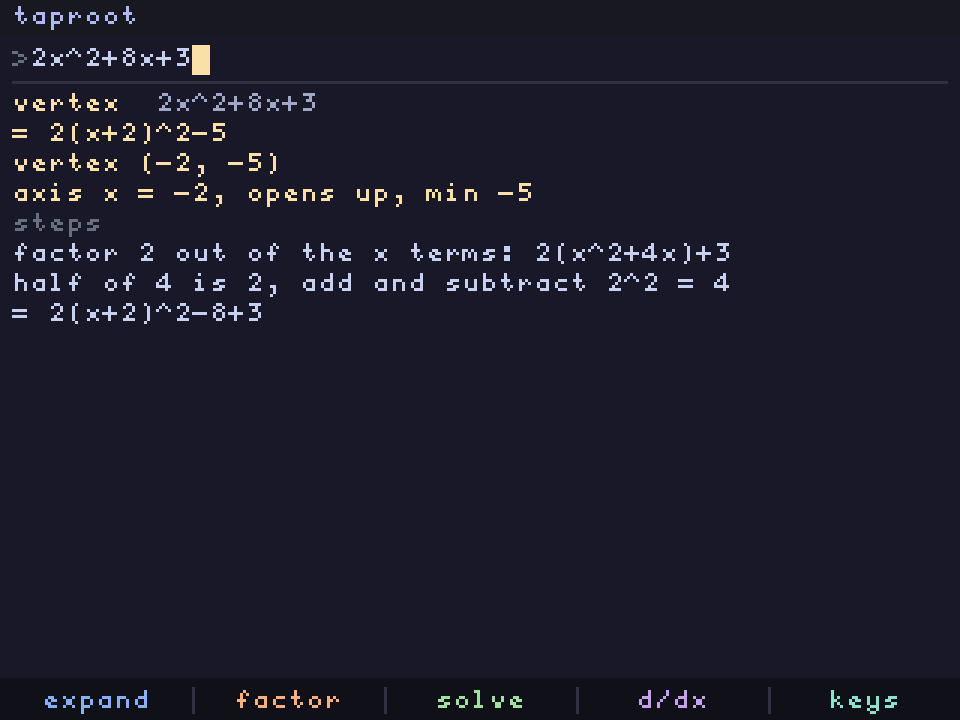 taproot
>2x^2+8x+3
vertex 2x^2+8x+3
= 2(x+2)^2-5
vertex (-2, -5)
axis x = -2, opens up, min -5
steps
factor 2 out of the x terms: 2(x^2+4x)+3
half of 4 is 2, add and subtract 2^2 = 4
= 2(x+2)^2-8+3
expand | factor | solve | d/dx | keys